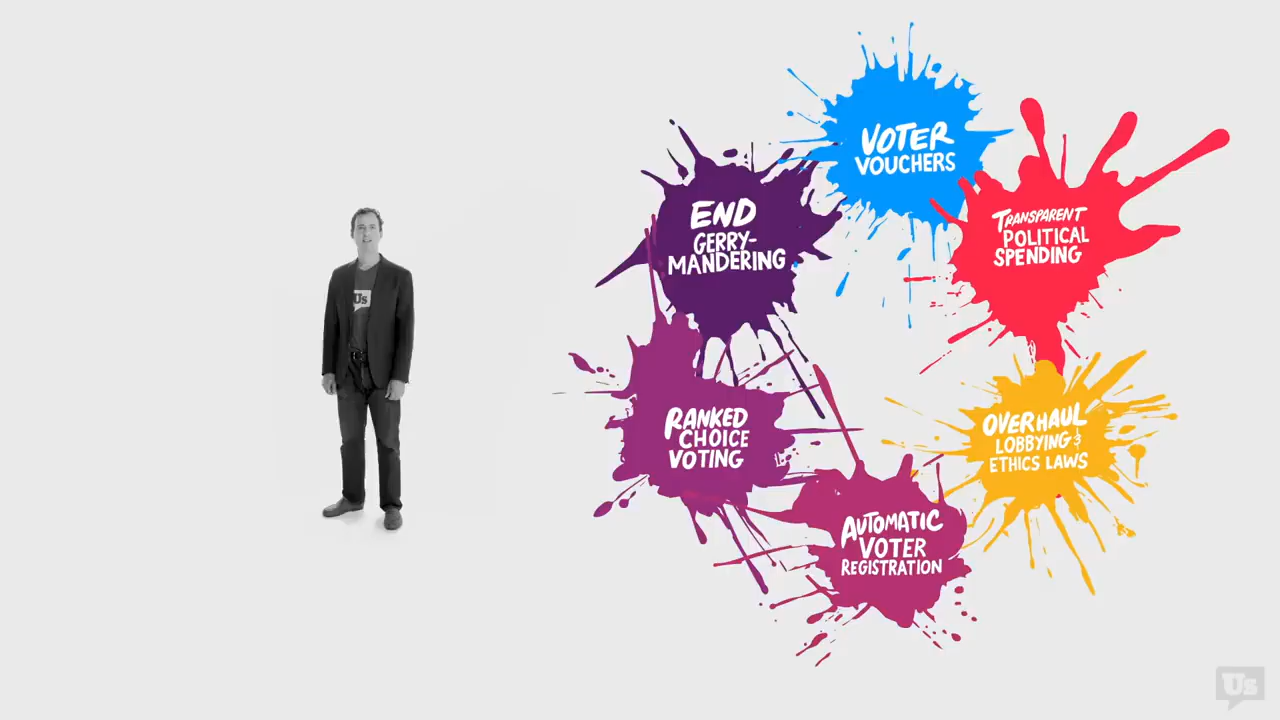 VOTER
VOUCHERS
TRANSPARENT
POLITICAL
SPENDING
END
GERRY-
MANDERING
Us
OVERHAUL
LOBBYING &
ETHICS LAWS
RANKED
CHOICE
VOTING
AUTOMATIC
VOTER
REGISTRATION
Us